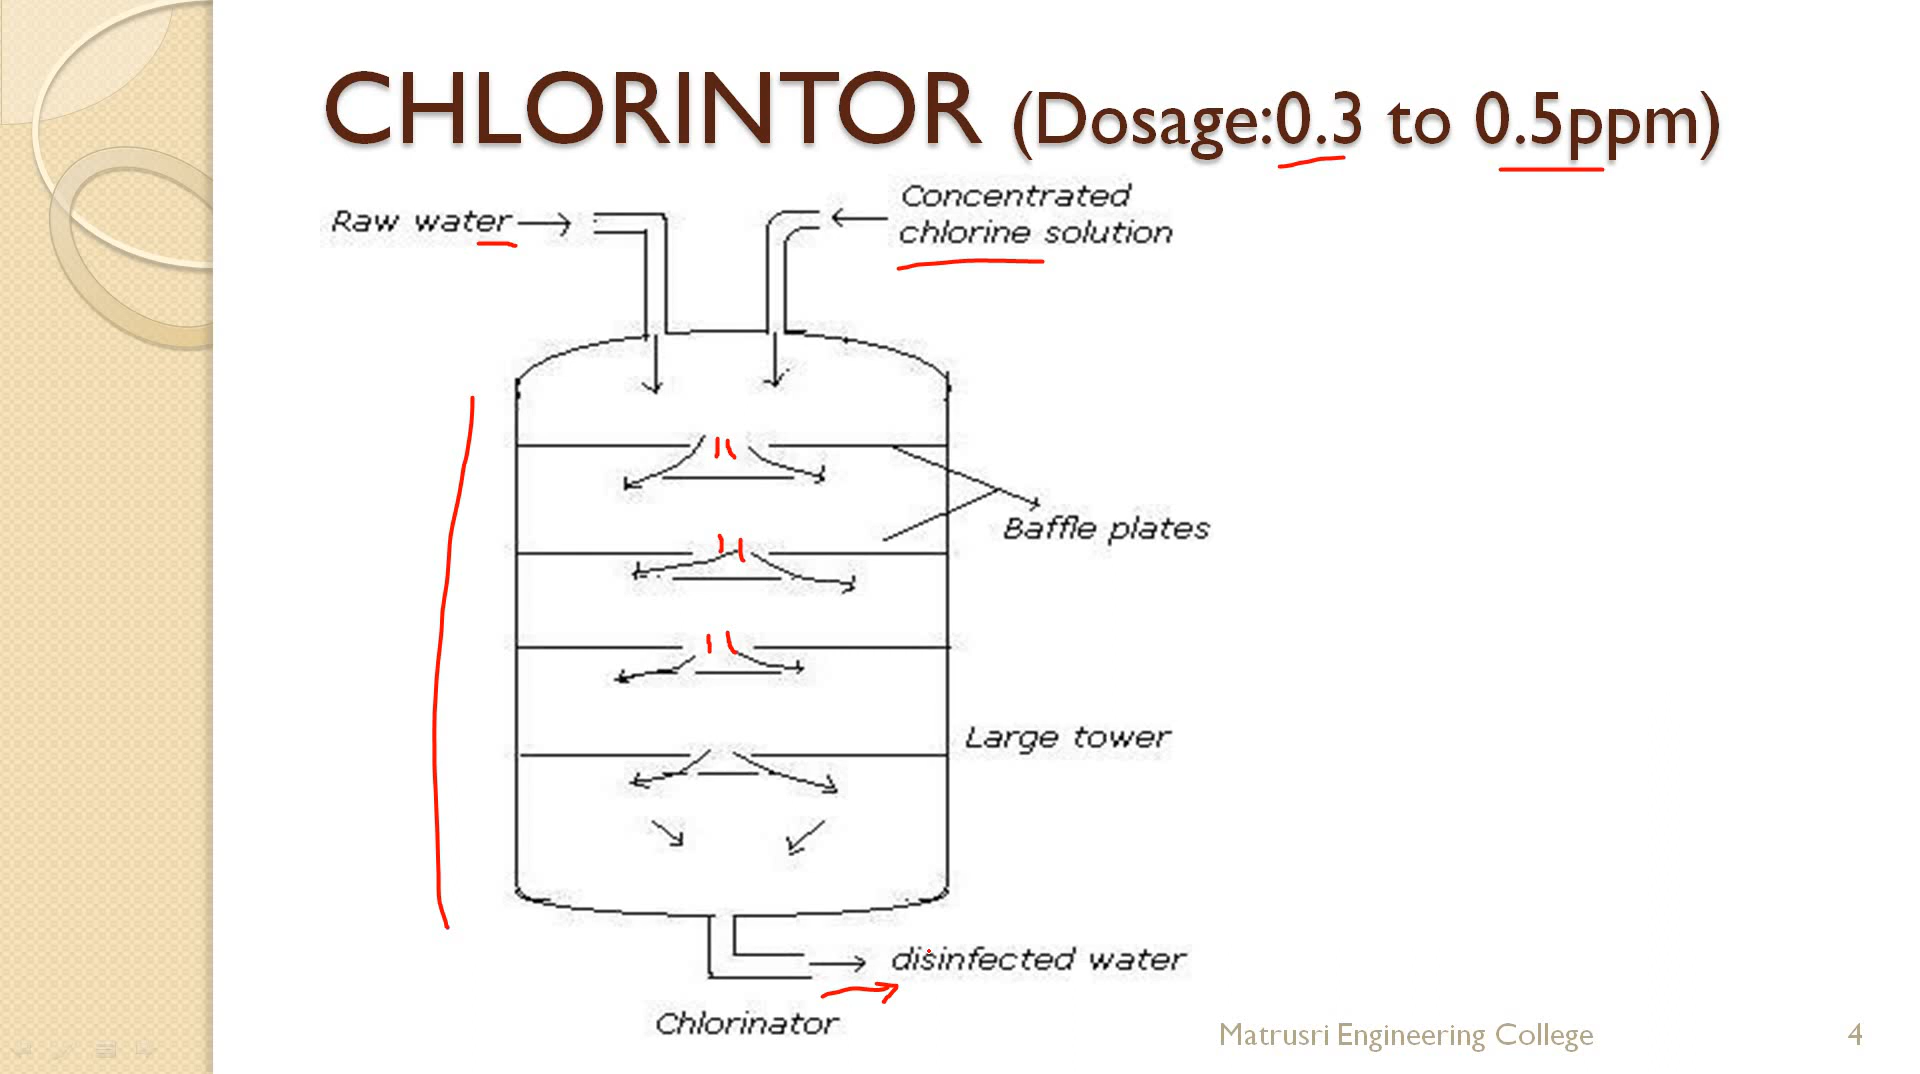 CHLORINTOR (Dosage:0.3 to 0.5ppm)
Raw water
Concentrated
chlorine solution
Baffle plates
Large tower
disinfected water
Chlorinator
Matrusri Engineering College
4